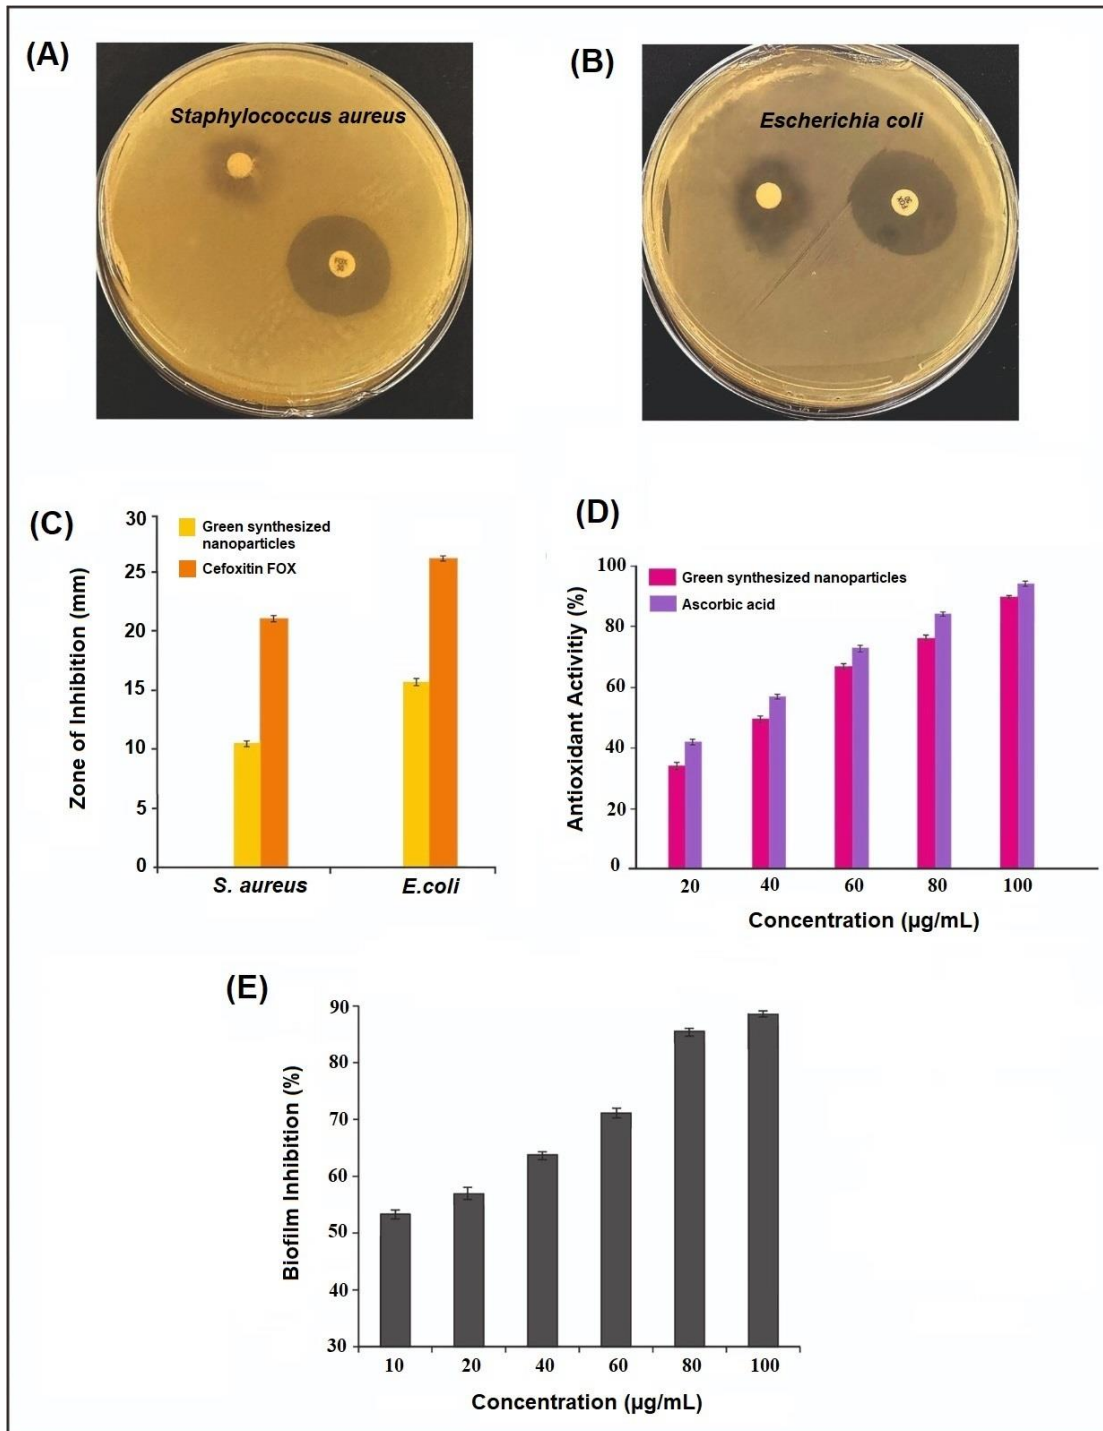 (A)
Staphylococcus aureus
FOX
30
(B)
Escherichia coli
(C)
Zone of Inhibition (mm)
30
25
20
15
10
5
0
Green synthesized
nanoparticles
Cefoxitin FOX
S. aureus
E.coli
(D)
Antioxidant Activitiy (%)
100
80
60
40
20
0
Green synthesized nanoparticles
Ascorbic acid
20 40 60 80 100
Concentration (µg/mL)
(E)
Biofilm Inhibition (%)
90
80
70
60
50
40
30
10 20 40 60 80 100
Concentration (µg/mL)